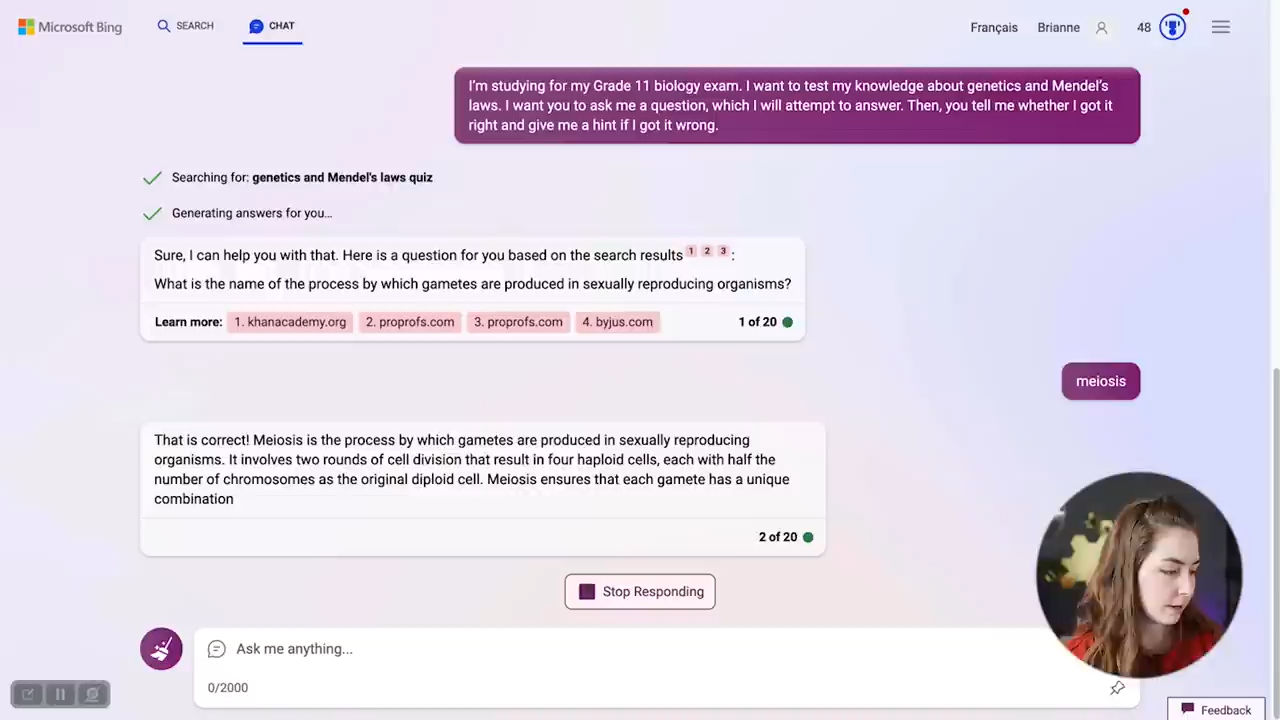 Microsoft Bing
SEARCH
CHAT
Français
Brianne
48
I'm studying for my Grade 11 biology exam. I want to test my knowledge about genetics and Mendel's
laws. I want you to ask me a question, which I will attempt to answer. Then, you tell me whether I got it
right and give me a hint if I got it wrong.
Searching for: genetics and Mendel's laws quiz
Generating answers for you...
Sure, I can help you with that. Here is a question for you based on the search results 1 2 3 :
What is the name of the process by which gametes are produced in sexually reproducing organisms?
Learn more: 1. khanacademy.org 2. proprofs.com 3. proprofs.com 4. byjus.com 1 of 20
meiosis
That is correct! Meiosis is the process by which gametes are produced in sexually reproducing
organisms. It involves two rounds of cell division that result in four haploid cells, each with half the
number of chromosomes as the original diploid cell. Meiosis ensures that each gamete has a unique
combination
2 of 20
Stop Responding
Ask me anything...
0/2000
Feedback